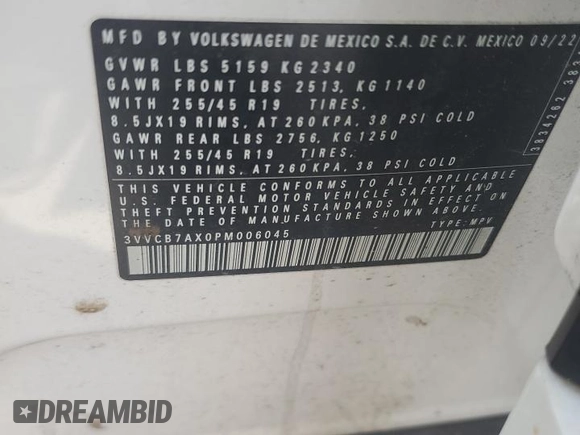 MFD BY VOLKSWAGEN DE MEXICO S.A. DE C.V. MEXICO 09/22
GVWR LBS 5159 KG 2340
GAWR FRONT LBS 2513, KG 1140
WITH 255/45 R19 TIRES,
8.5JX19 RIMS, AT 260KPA, 38 PSI COLD
GAWR REAR LBS 2756, KG 1250
WITH 255/45 R19 TIRES,
8.5JX19 RIMS, AT 260KPA, 38 PSI COLD
THIS VEHICLE CONFORMS TO ALL APPLICABLE
U.S. FEDERAL MOTOR VEHICLE SAFETY AND
THEFT PREVENTION STANDARDS IN EFFECT ON
THE DATE OF MANUFACTURE SHOWN ABOVE.
3VVCB7AX0PM006045 TYPE:MPV
3834262
DREAMBID